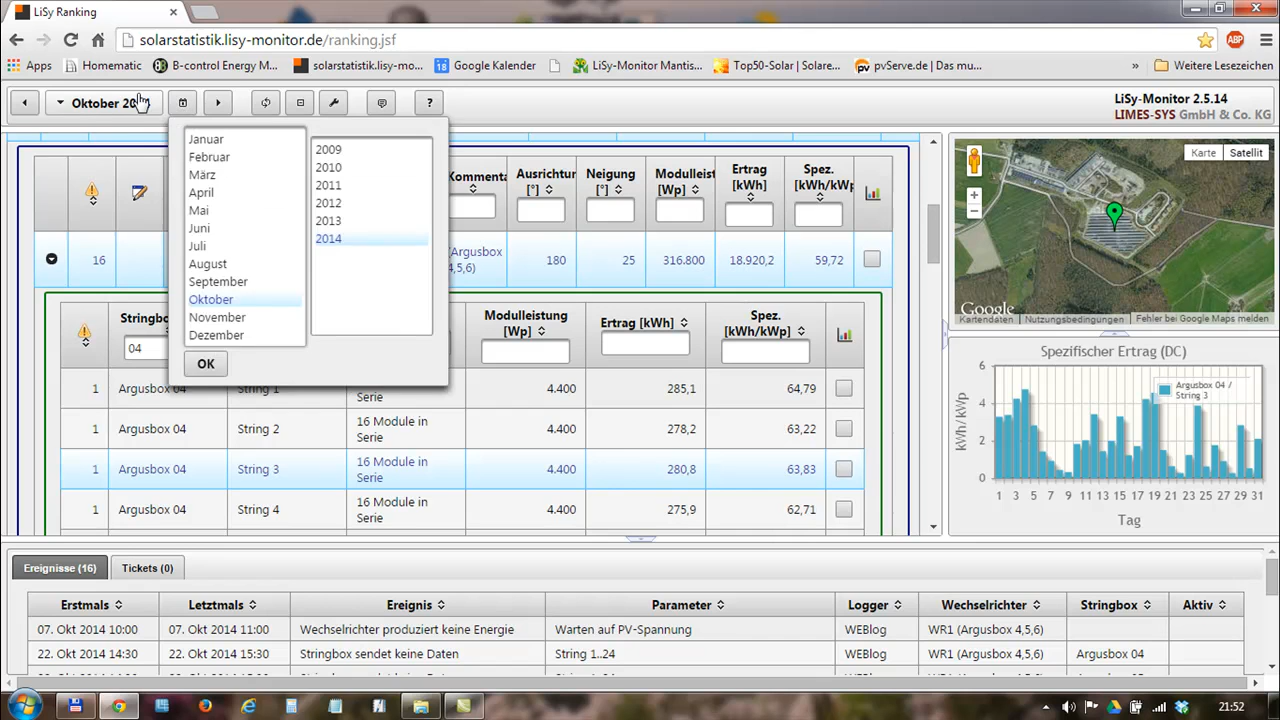 LiSy Ranking
solarstatistik.lisy-monitor.de/ranking.jsf
ABP
Apps
Homematic
B-control Energy M...
solarstatistik.lisy-mo...
18
Google Kalender
LiSy-Monitor Mantis...
Top50-Solar | Solare...
pv
pvServe.de | Das mu...
»
Weitere Lesezeichen
Oktober 20
?
LiSy-Monitor 2.5.14
LIMES-SYS GmbH & Co. KG
Januar
Februar
März
April
Mai
Juni
Juli
August
September
Oktober
November
Dezember
2009
2010
2011
2012
2013
2014
OK
Kommenta
Ausrichtur
[°]
Neigung
[°]
Modulleist
[Wp]
Ertrag
[kWh]
Spez.
[kWh/kWp
16
(Argusbox
4,5,6)
180
25
316.800
18.920,2
59,72
Stringbo
04
Modulleistung
[Wp]
Ertrag [kWh]
Spez.
[kWh/kWp]
1 Argusbox 04 String 1 Serie 4.400 285,1 64,79
1 Argusbox 04 String 2 16 Module in Serie 4.400 278,2 63,22
1 Argusbox 04 String 3 16 Module in Serie 4.400 280,8 63,83
1 Argusbox 04 String 4 16 Module in Serie 4.400 275,9 62,71
Karte
Satellit
+
−
Google
Kartendaten
Nutzungsbedingungen
Fehler bei Google Maps melden
Spezifischer Ertrag (DC)
Argusbox 04 /
String 3
kWh / kWp
6
4
2
0
1 3 5 7 9 11 13 15 17 19 21 23 25 27 29 31
Tag
Ereignisse (16)
Tickets (0)
Erstmals Letztmals Ereignis Parameter Logger Wechselrichter Stringbox Aktiv
07. Okt 2014 10:00 07. Okt 2014 11:00 Wechselrichter produziert keine Energie Warten auf PV-Spannung WEBlog WR1 (Argusbox 4,5,6)
22. Okt 2014 14:30 22. Okt 2014 15:30 Stringbox sendet keine Daten String 1..24 WEBlog WR1 (Argusbox 4,5,6) Argusbox 04
21:52